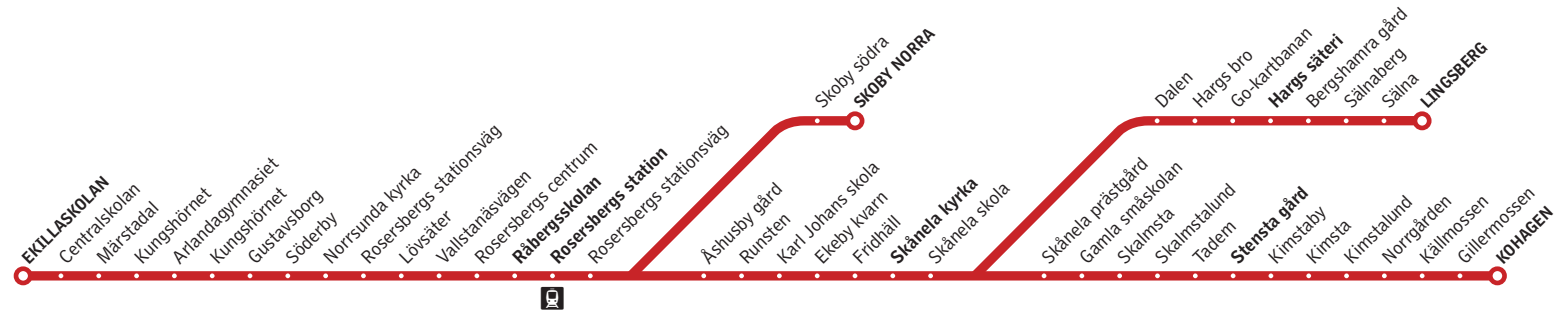 EKILLASKOLAN
Centralskolan
Märstadal
Kungshörnet
Arlandagymnasiet
Kungshörnet
Gustavsborg
Söderby
Norrsunda kyrka
Rosersbergs stationsväg
Lövsäter
Vallstanäsvägen
Rosersbergs centrum
Råbergsskolan
Rosersbergs station
Rosersbergs stationsväg
Skoby södra
SKOBY NORRA
Åshusby gård
Runsten
Karl Johans skola
Ekeby kvarn
Fridhäll
Skånela kyrka
Skånela skola
Dalen
Hargs bro
Go-kartbanan
Hargs säteri
Bergshamra gård
Sälnaberg
Sälna
LINGSBERG
Skånela prästgård
Gamla småskolan
Skalmsta
Skalmstalund
Tadem
Stensta gård
Kimstaby
Kimsta
Kimstalund
Norrgården
Källmossen
Gillermossen
KOHAGEN